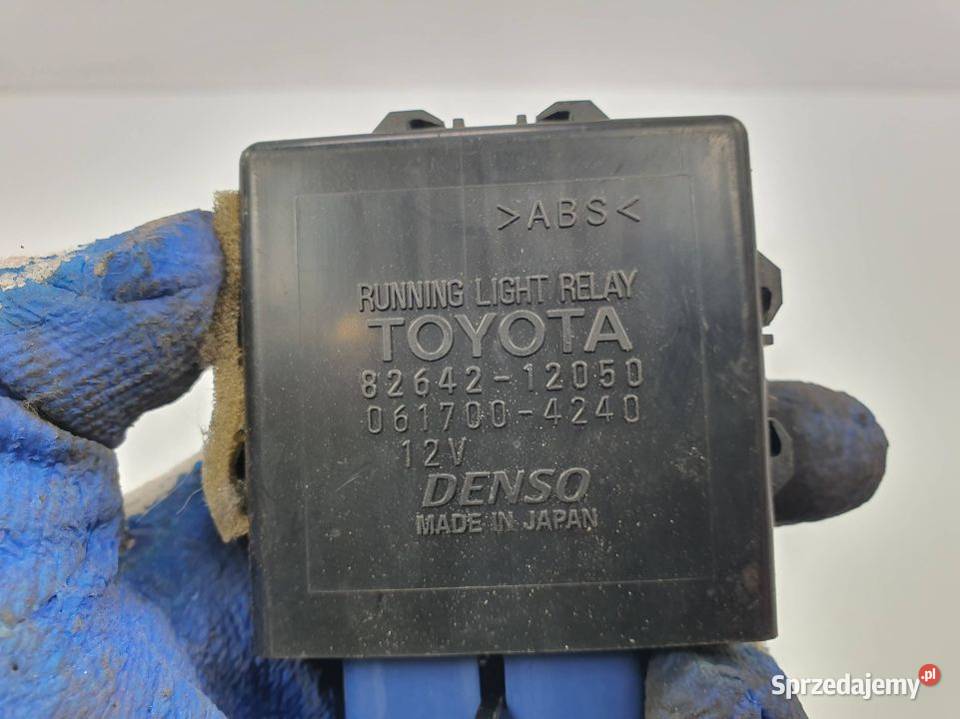 >ABS<
RUNNING LIGHT RELAY
TOYOTA
82642-12050
061700-4240
12V
DENSO
MADE IN JAPAN
Sprzedajemy.pl